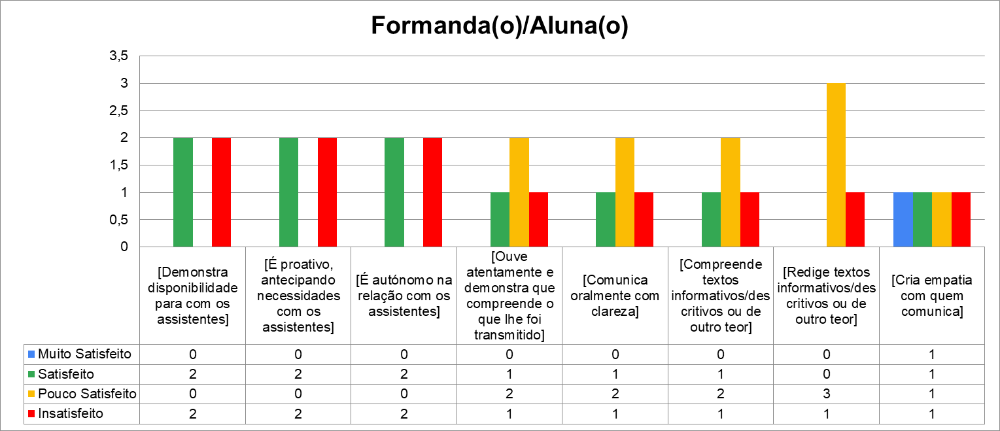 Formanda(o)/Aluna(o)
3,5
3
2,5
2
1,5
1
0,5
0
[Demonstra
disponibilidade
para com os
assistentes]
[É proativo,
antecipando
necessidades
com os
assistentes]
[É autónomo na
relação com os
assistentes]
[Ouve
atentamente e
demonstra que
compreende o
que lhe foi
transmitido]
[Comunica
oralmente com
clareza]
[Compreende
textos
informativos/des
critivos ou de
outro teor]
[Redige textos
informativos/des
critivos ou de
outro teor]
[Cria empatia
com quem
comunica]
Muito Satisfeito 0 0 0 0 0 0 0 1
Satisfeito 2 2 2 1 1 1 0 1
Pouco Satisfeito 0 0 0 2 2 2 3 1
Insatisfeito 2 2 2 1 1 1 1 1